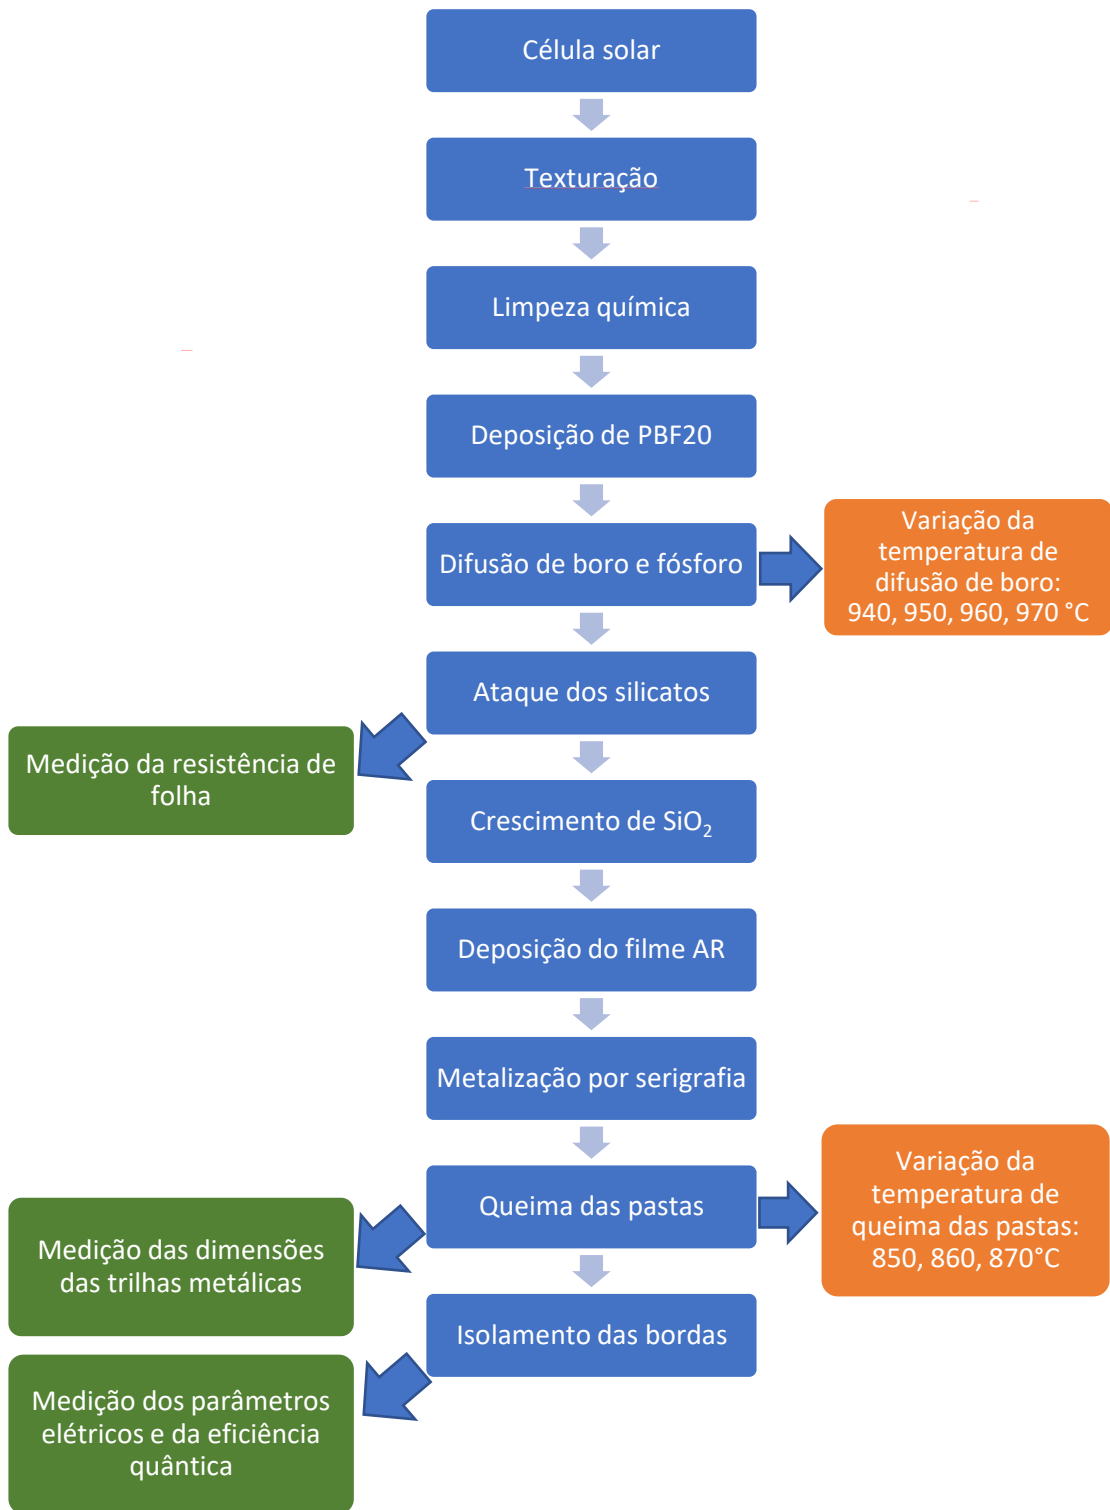 Célula solar
Texturação
Limpeza química
Deposição de PBF20
Difusão de boro e fósforo
Variação da
temperatura de
difusão de boro:
940, 950, 960, 970 °C
Ataque dos silicatos
Medição da resistência de
folha
Crescimento de SiO₂
Deposição do filme AR
Metalização por serigrafia
Queima das pastas
Variação da
temperatura de
queima das pastas:
850, 860, 870°C
Medição das dimensões
das trilhas metálicas
Isolamento das bordas
Medição dos parâmetros
elétricos e da eficiência
quântica